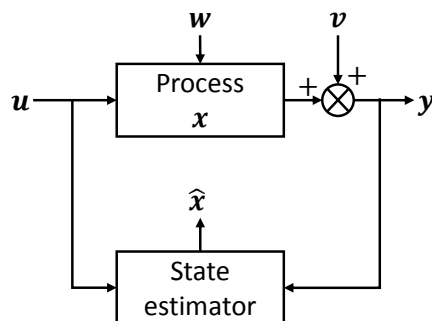 w
v
Process
x
+
+
u
y
x̂
State
estimator